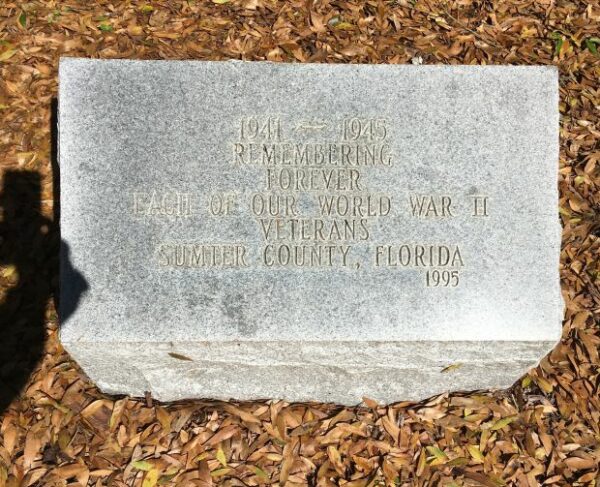 1941 — 1945
REMEMBERING
FOREVER
EACH OF OUR WORLD WAR II
VETERANS
SUMTER COUNTY, FLORIDA
1995